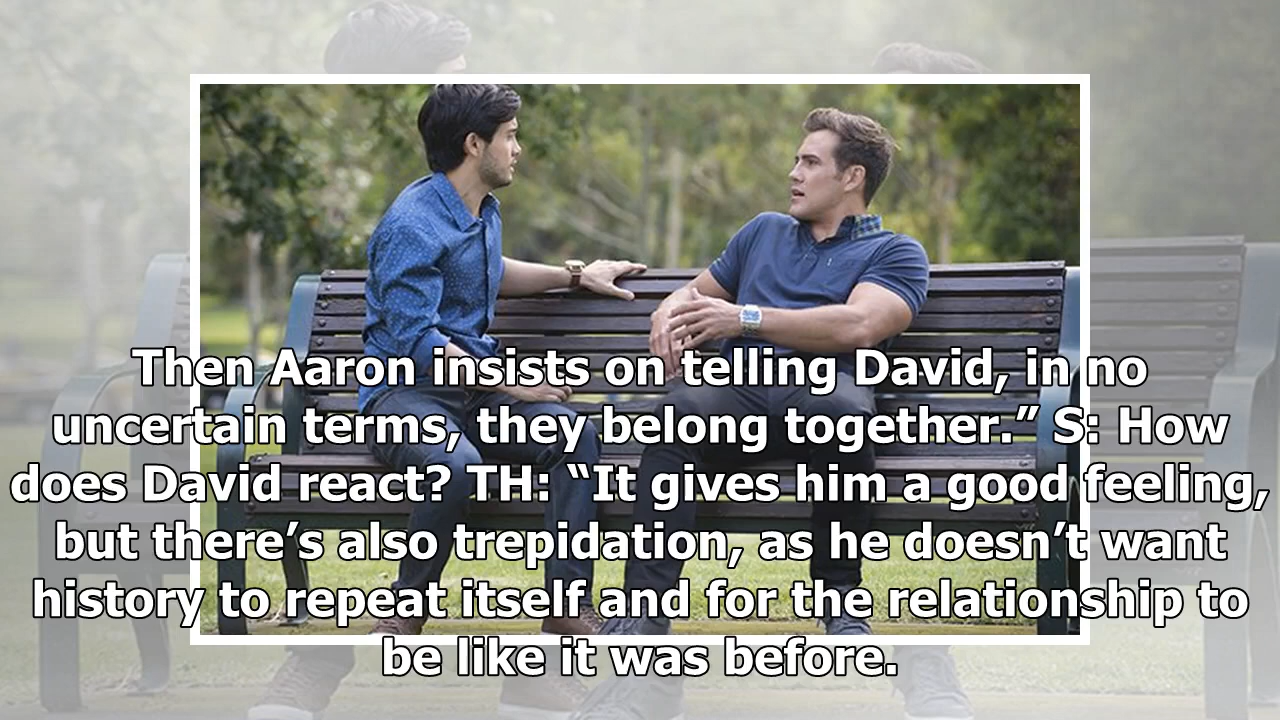 Then Aaron insists on telling David, in no
uncertain terms, they belong together.” S: How
does David react? TH: “It gives him a good feeling,
but there’s also trepidation, as he doesn’t want
history to repeat itself and for the relationship to
be like it was before.